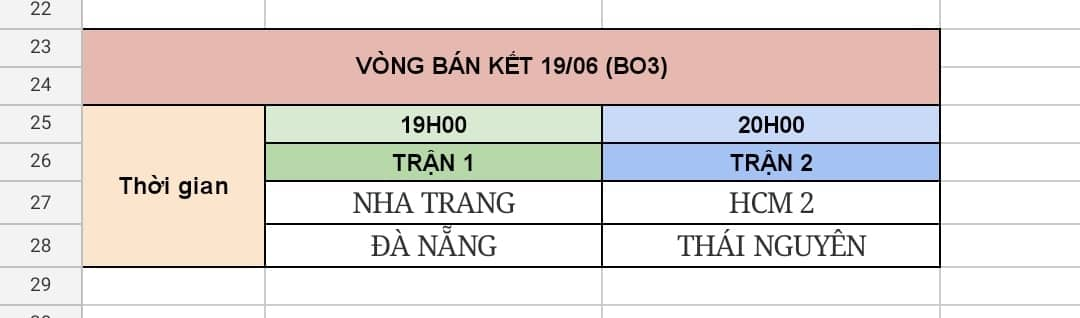 22
23
VÒNG BÁN KẾT 19/06 (BO3)
24
25
19H00
20H00
26
TRẬN 1
TRẬN 2
Thời gian
27
NHA TRANG
HCM 2
28
ĐÀ NẴNG
THÁI NGUYÊN
29